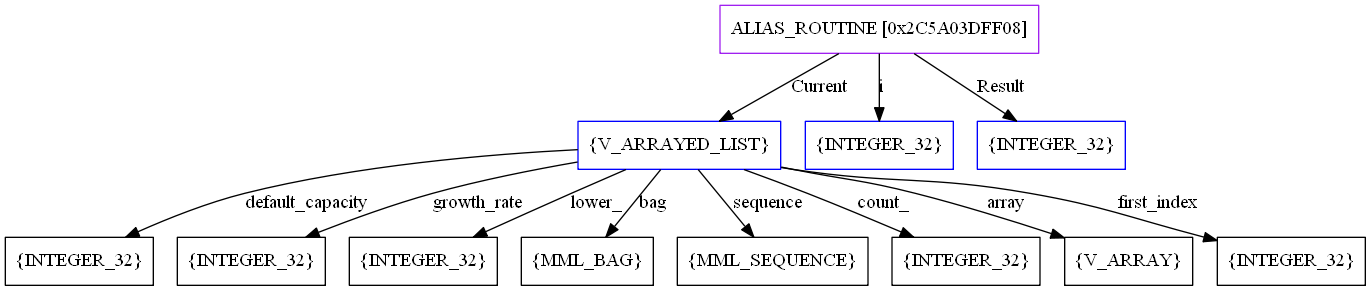 ALIAS_ROUTINE [0x2C5A03DFF08]
Current
i
Result
{V_ARRAYED_LIST}
{INTEGER_32}
{INTEGER_32}
default_capacity
growth_rate
lower_
bag
sequence
count_
array
first_index
{INTEGER_32}
{INTEGER_32}
{INTEGER_32}
{MML_BAG}
{MML_SEQUENCE}
{INTEGER_32}
{V_ARRAY}
{INTEGER_32}